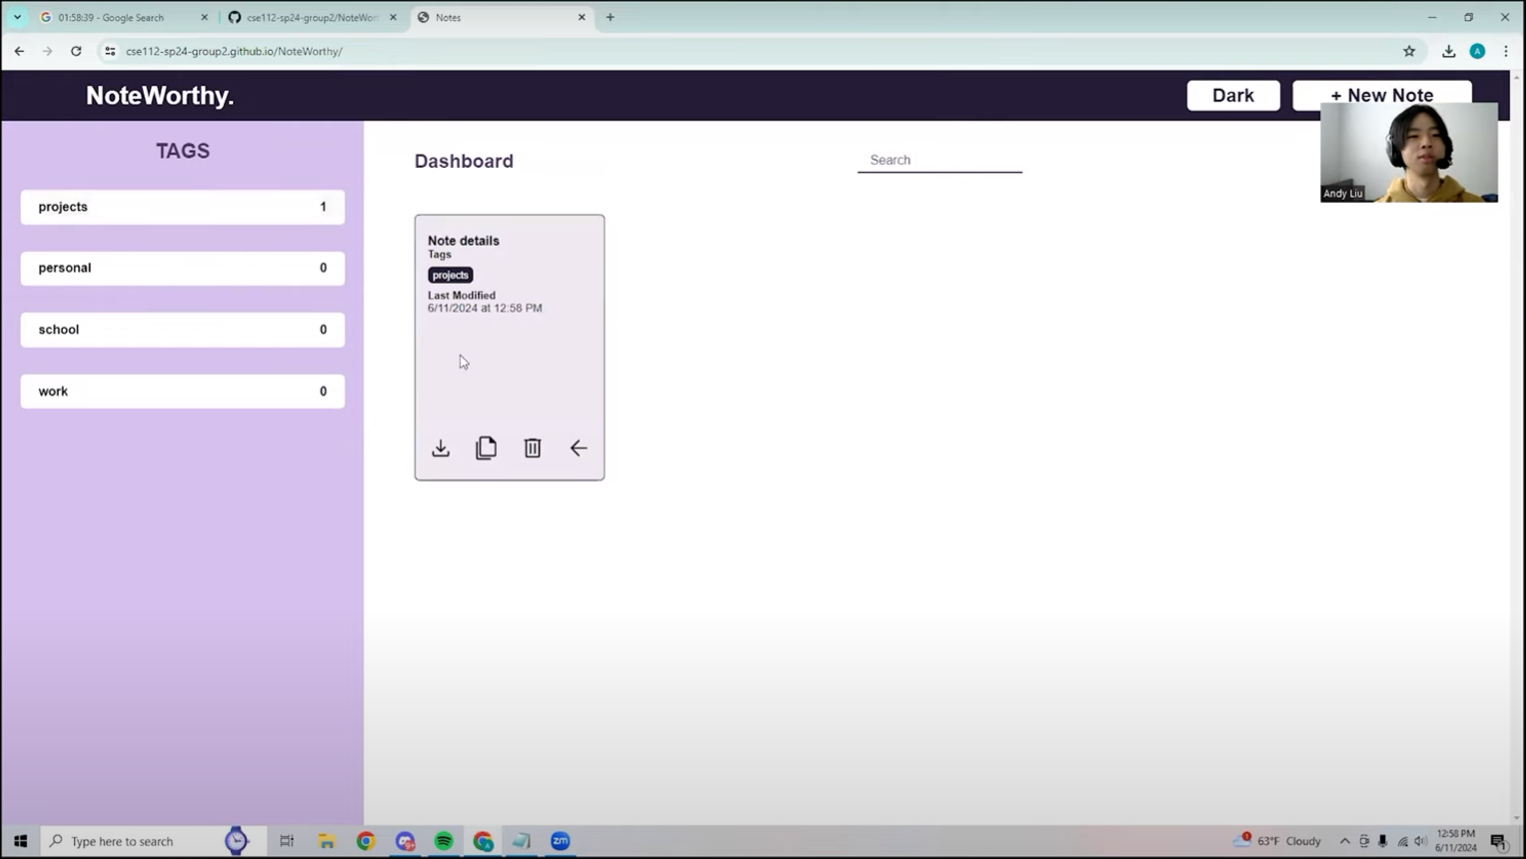 01:58:39 - Google Search
cse112-sp24-group2/NoteWor
Notes
cse112-sp24-group2.github.io/NoteWorthy/
A
NoteWorthy.
Dark
+ New Note
Andy Liu
TAGS
projects 1
personal 0
school 0
work 0
Dashboard
Search
Note details
Tags
projects
Last Modified
6/11/2024 at 12:58 PM
Type here to search
zm
63°F Cloudy
12:58 PM
6/11/2024